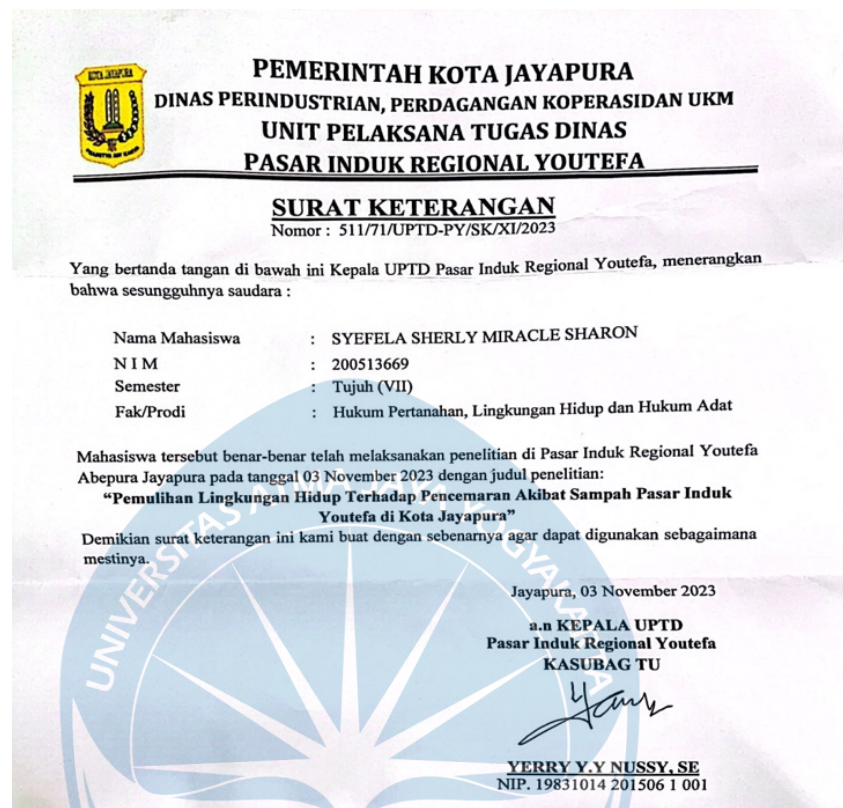 KOTA JAYAPURA
PEMERINTAH KOTA JAYAPURA
DINAS PERINDUSTRIAN, PERDAGANGAN KOPERASIDAN UKM
UNIT PELAKSANA TUGAS DINAS
PASAR INDUK REGIONAL YOUTEFA
SURAT KETERANGAN
Nomor : 511/71/UPTD-PY/SK/XI/2023
Yang bertanda tangan di bawah ini Kepala UPTD Pasar Induk Regional Youtefa, menerangkan
bahwa sesungguhnya saudara :
Nama Mahasiswa : SYEFELA SHERLY MIRACLE SHARON
N I M : 200513669
Semester : Tujuh (VII)
Fak/Prodi : Hukum Pertanahan, Lingkungan Hidup dan Hukum Adat
Mahasiswa tersebut benar-benar telah melaksanakan penelitian di Pasar Induk Regional Youtefa
Abepura Jayapura pada tanggal 03 November 2023 dengan judul penelitian:
“Pemulihan Lingkungan Hidup Terhadap Pencemaran Akibat Sampah Pasar Induk
Youtefa di Kota Jayapura”
Demikian surat keterangan ini kami buat dengan sebenarnya agar dapat digunakan sebagaimana
mestinya.
Jayapura, 03 November 2023
a.n KEPALA UPTD
Pasar Induk Regional Youtefa
KASUBAG TU
YERRY Y.Y NUSSY, SE
NIP. 19831014 201506 1 001
UNIVERSITAS ATMA JAYA YOGYAKARTA